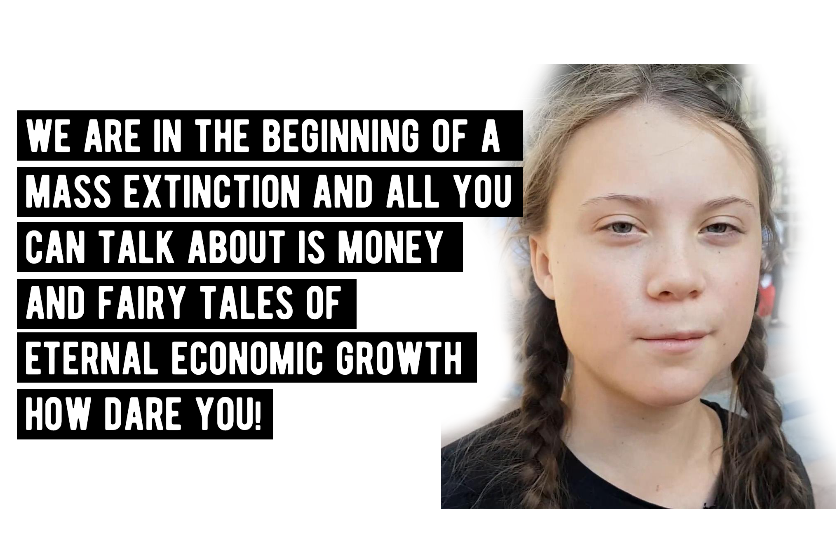 WE ARE IN THE BEGINNING OF A
MASS EXTINCTION AND ALL YOU
CAN TALK ABOUT IS MONEY
AND FAIRY TALES OF
ETERNAL ECONOMIC GROWTH
HOW DARE YOU!